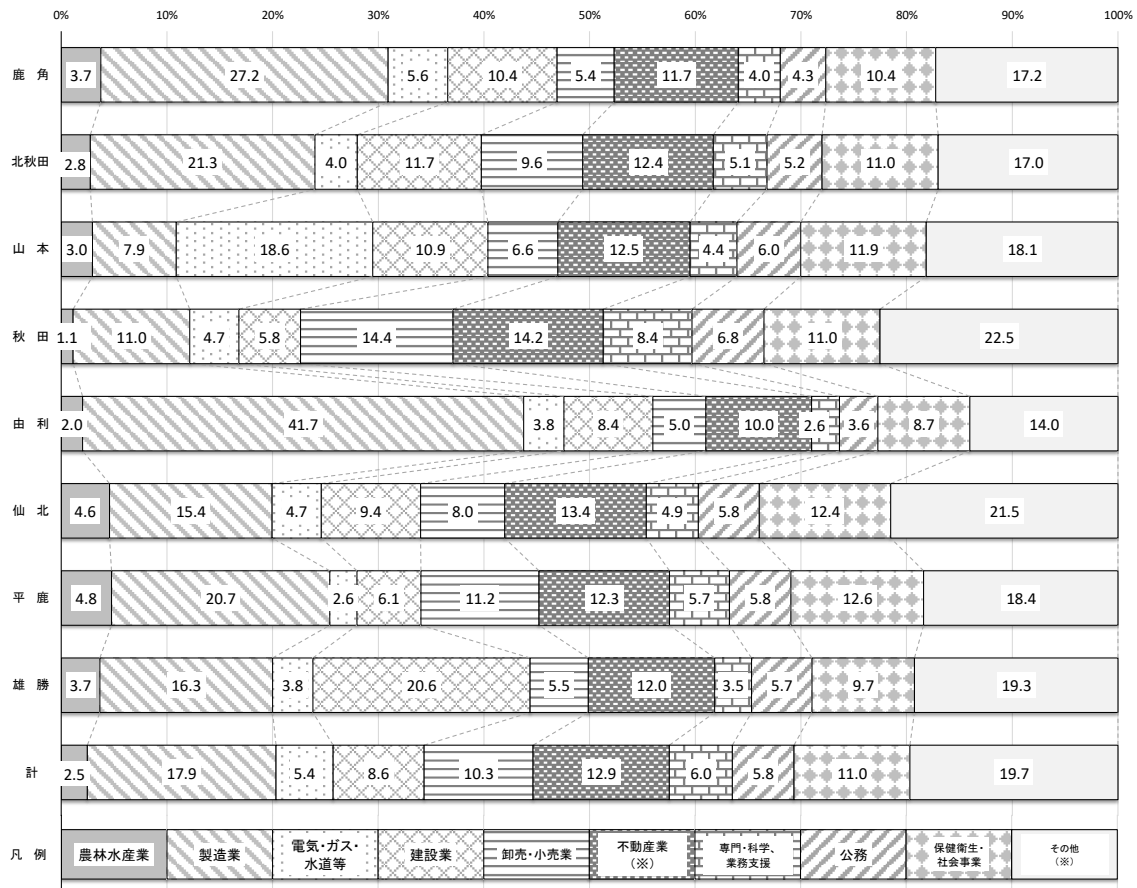 0% 10% 20% 30% 40% 50% 60% 70% 80% 90% 100%
鹿 角 3.7 27.2 5.6 10.4 5.4 11.7 4.0 4.3 10.4 17.2
北秋田 2.8 21.3 4.0 11.7 9.6 12.4 5.1 5.2 11.0 17.0
山 本 3.0 7.9 18.6 10.9 6.6 12.5 4.4 6.0 11.9 18.1
秋 田 1.1 11.0 4.7 5.8 14.4 14.2 8.4 6.8 11.0 22.5
由 利 2.0 41.7 3.8 8.4 5.0 10.0 2.6 3.6 8.7 14.0
仙 北 4.6 15.4 4.7 9.4 8.0 13.4 4.9 5.8 12.4 21.5
平 鹿 4.8 20.7 2.6 6.1 11.2 12.3 5.7 5.8 12.6 18.4
雄 勝 3.7 16.3 3.8 20.6 5.5 12.0 3.5 5.7 9.7 19.3
計 2.5 17.9 5.4 8.6 10.3 12.9 6.0 5.8 11.0 19.7
凡 例
農林水産業
製造業
電気・ガス・
水道等
建設業
卸売・小売業
不動産業
(※)
専門・科学、
業務支援
公務
保健衛生・
社会事業
その他
(※)